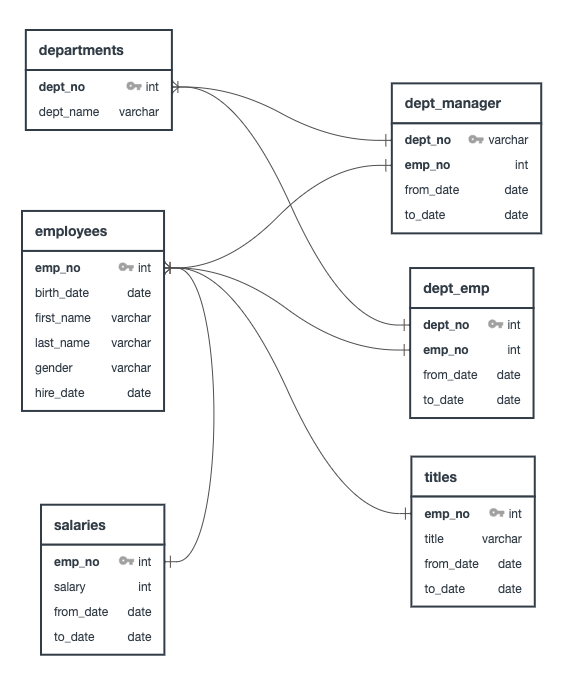 departments
dept_no int
dept_name varchar
dept_manager
dept_no varchar
emp_no int
from_date date
to_date date
employees
emp_no int
birth_date date
first_name varchar
last_name varchar
gender varchar
hire_date date
dept_emp
dept_no int
emp_no int
from_date date
to_date date
titles
emp_no int
title varchar
from_date date
to_date date
salaries
emp_no int
salary int
from_date date
to_date date